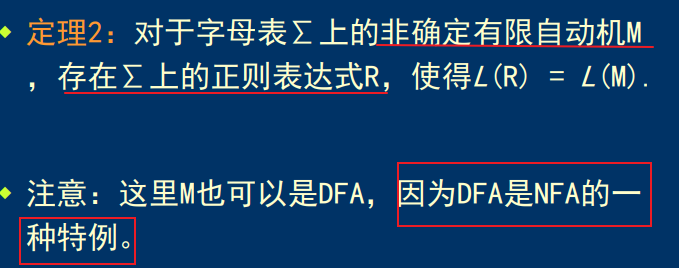 定理2：对于字母表∑上的非确定有限自动机M
，存在∑上的正则表达式R，使得L(R) = L(M).
注意：这里M也可以是DFA，因为DFA是NFA的一
种特例。